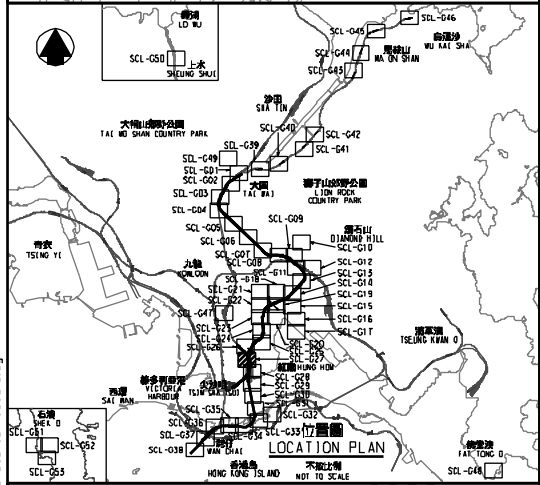 羅湖
LO WU
SCL-G50
上水
SHEUNG SHUI
SCL-G46
SCL-G45
烏溪沙
WU KAI SHA
SCL-G44
馬鞍山
MA ON SHAN
SCL-G43
沙田
SHA TIN
大帽山郊野公園
TAI MO SHAN COUNTRY PARK
SCL-G40
SCL-G42
SCL-G39
SCL-G41
SCL-G49
SCL-G01
SCL-G02
大圍
TAI WAI
獅子山郊野公園
LION ROCK
COUNTRY PARK
SCL-G03
SCL-G04
SCL-G09
SCL-G05
鑽石山
DIAMOND HILL
SCL-G10
SCL-G06
青衣
TSING YI
SCL-G07
SCL-G08
SCL-G12
九龍
KOWLOON
SCL-G11
SCL-G13
SCL-G18
SCL-G14
SCL-G21
SCL-G19
SCL-G22
SCL-G15
SCL-G47
SCL-G16
SCL-G23
SCL-G17
SCL-G24
將軍澳
TSEUNG KWAN O
SCL-G20
SCL-G26
SCL-G27
紅磡
HUNG HOM
SCL-G28
SCL-G29
SCL-G30
西環
SAI WAN
維多利亞港
VICTORIA
HARBOUR
尖沙咀
TSIM SHA TSUI
石澳
SHEK O
SCL-G51
SCL-G52
SCL-G53
SCL-G35
SCL-G32
SCL-G36
SCL-G33
SCL-G37
SCL-G34
SCL-G38
灣仔
WAN CHAI
位置圖
LOCATION PLAN
香港島
HONG KONG ISLAND
不按比例
NOT TO SCALE
佛堂澳
FAT TONG O
SCL-G48